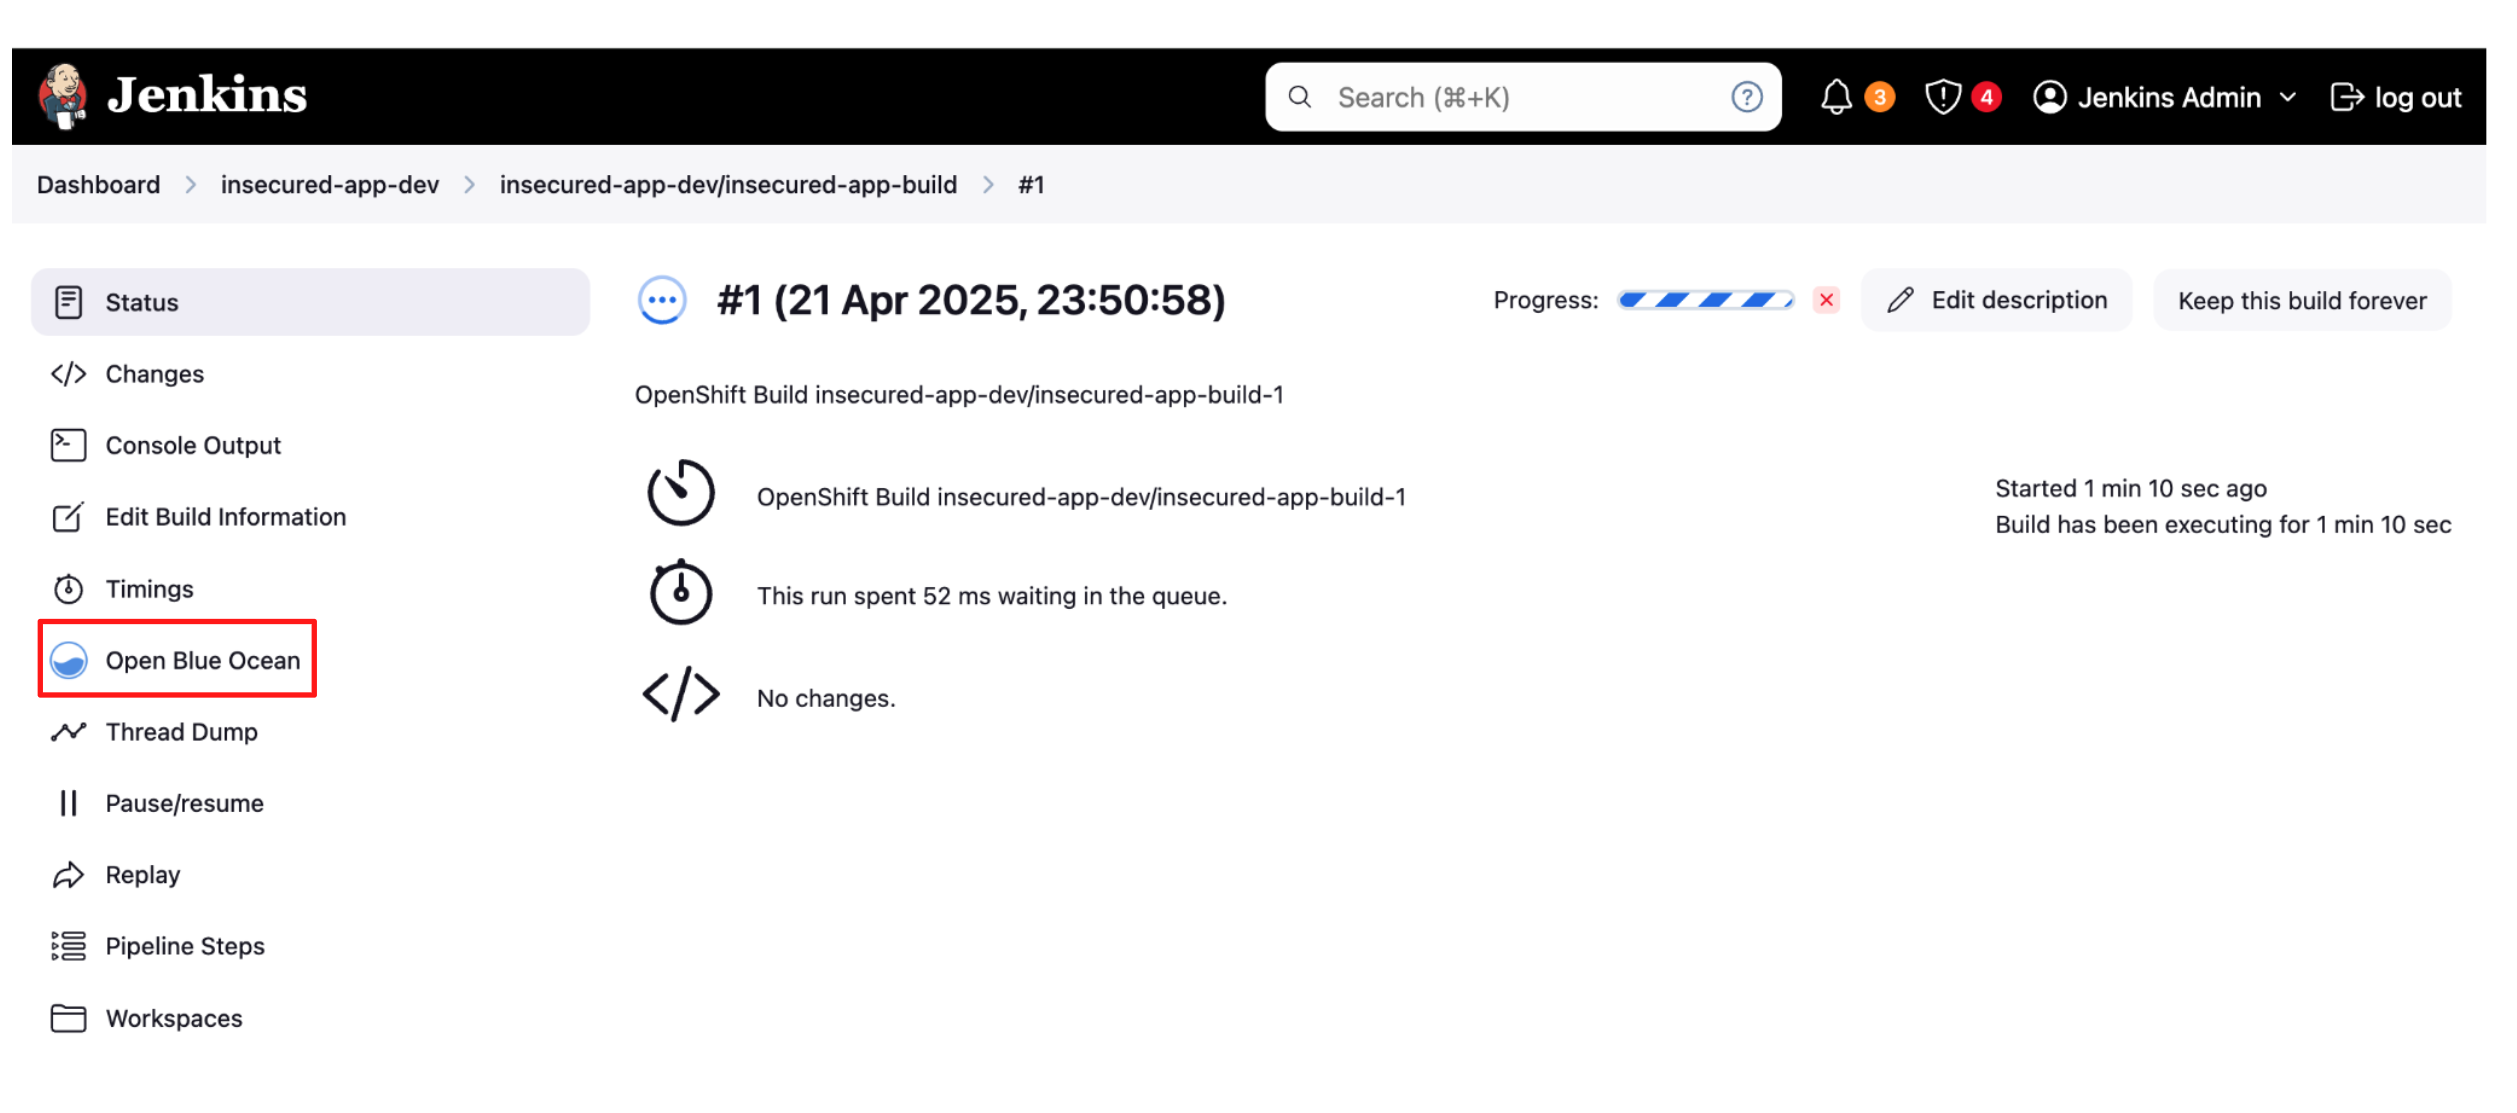 Jenkins
Search (⌘+K)
?
3
4
Jenkins Admin
log out
Dashboard > insecured-app-dev > insecured-app-dev/insecured-app-build > #1
Status
Changes
Console Output
Edit Build Information
Timings
Open Blue Ocean
Thread Dump
Pause/resume
Replay
Pipeline Steps
Workspaces
#1 (21 Apr 2025, 23:50:58)
Progress:
Edit description
Keep this build forever
OpenShift Build insecured-app-dev/insecured-app-build-1
OpenShift Build insecured-app-dev/insecured-app-build-1
Started 1 min 10 sec ago
Build has been executing for 1 min 10 sec
This run spent 52 ms waiting in the queue.
No changes.